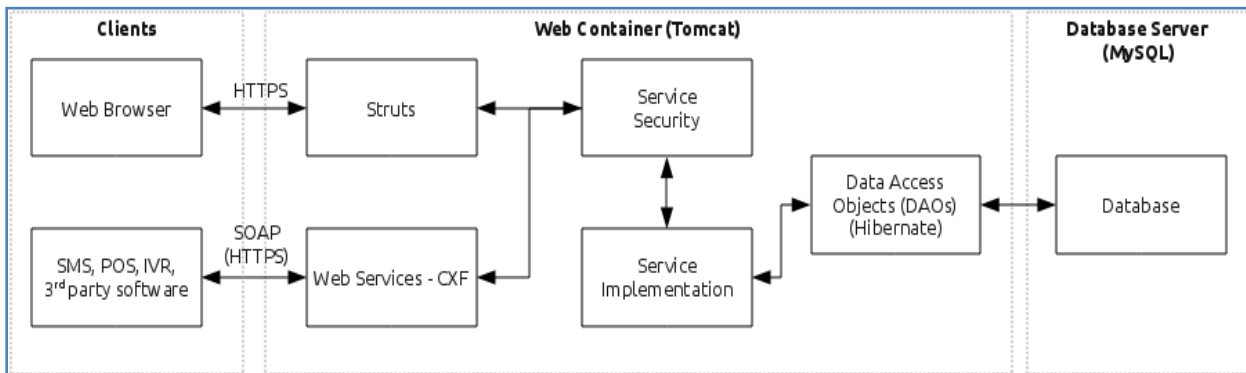 Clients
Web Container (Tomcat)
Database Server
(MySQL)
Web Browser
HTTPS
Struts
Service
Security
Data Access
Objects (DAOs)
(Hibernate)
Database
SMS, POS, IVR,
3rd party software
SOAP
(HTTPS)
Web Services - CXF
Service
Implementation